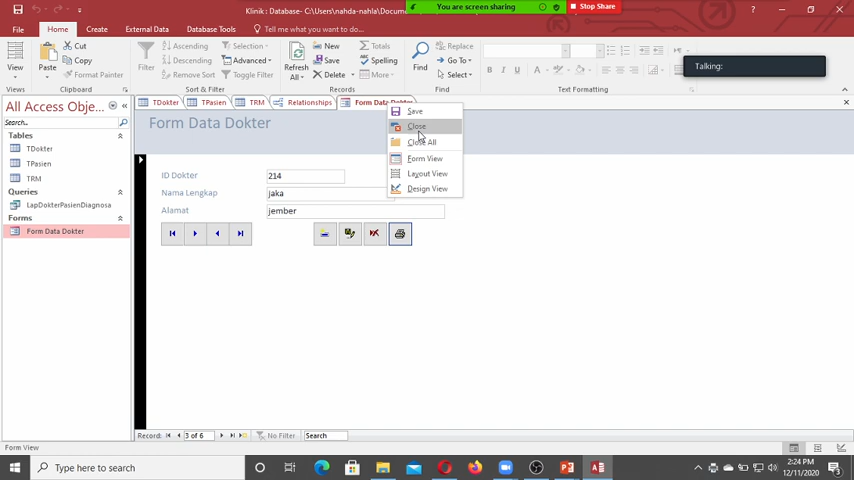 Klinik : Database- C:\Users\nahda-nahla\Docume
You are screen sharing
Stop Share
File Home Create External Data Database Tools Tell me what you want to do...
View
Views
Paste
Cut
Copy
Format Painter
Clipboard
Filter
Ascending
Descending
Remove Sort
Selection
Advanced
Toggle Filter
Sort & Filter
Refresh
All
New
Save
Delete
Totals
Spelling
More
Records
Find
Replace
Go To
Select
Find
B I U A
Text Formatting
Talking:
All Access Obje...
Search...
Tables
TDokter
TPasien
TRM
Queries
LapDokterPasienDiagnosa
Forms
Form Data Dokter
TDokter TPasien TRM Relationships Form Data Dokter
Form Data Dokter
ID Dokter 214
Nama Lengkap jaka
Alamat jember
Save
Close
Close All
Form View
Layout View
Design View
Record: 3 of 6 No Filter Search
Form View
Type here to search
2:24 PM
12/11/2020
3